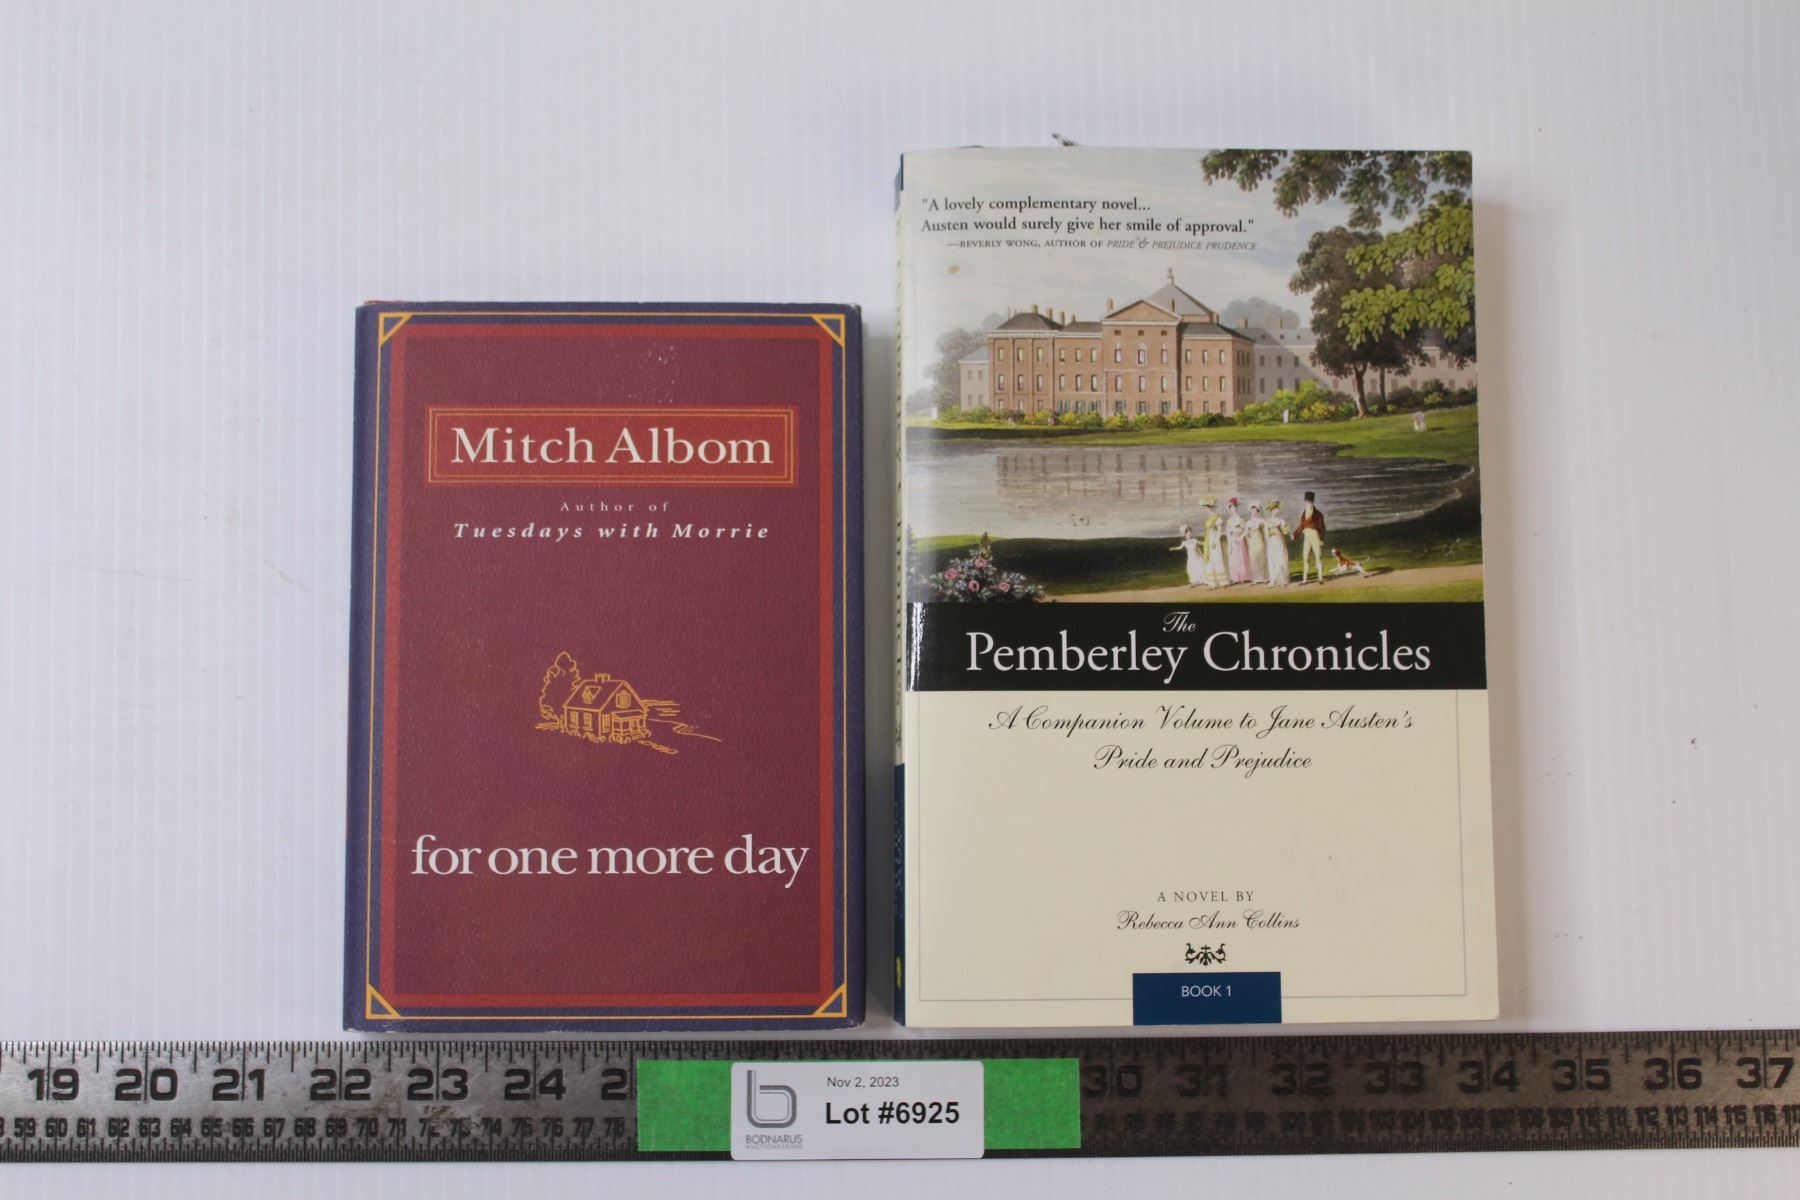 Mitch Albom
Author of
Tuesdays with Morrie
for one more day
"A lovely complementary novel...
Austen would surely give her smile of approval."
—BEVERLY WONG, AUTHOR OF PRIDE & PREJUDICE PRUDENCE
The
Pemberley Chronicles
A Companion Volume to Jane Austen's
Pride and Prejudice
A NOVEL BY
Rebecca Ann Collins
BOOK 1
19 20 21 22 23 24 2 30 31 32 33 34 35 36 37
Nov 2, 2023
Lot #6925
BODNARUS
AUCTIONEERING